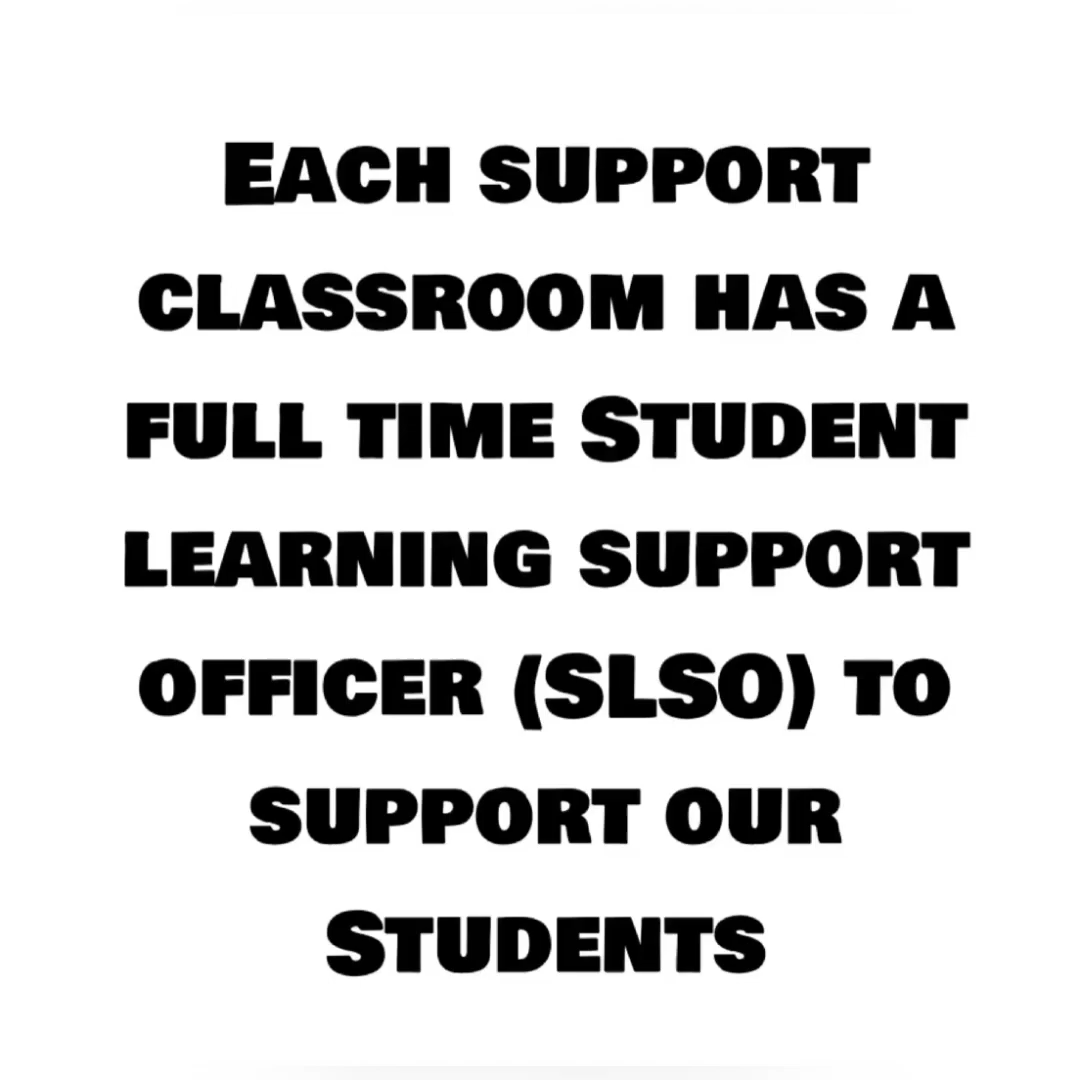 Each support
classroom has a
full time Student
learning support
officer (SLSO) to
support our
Students